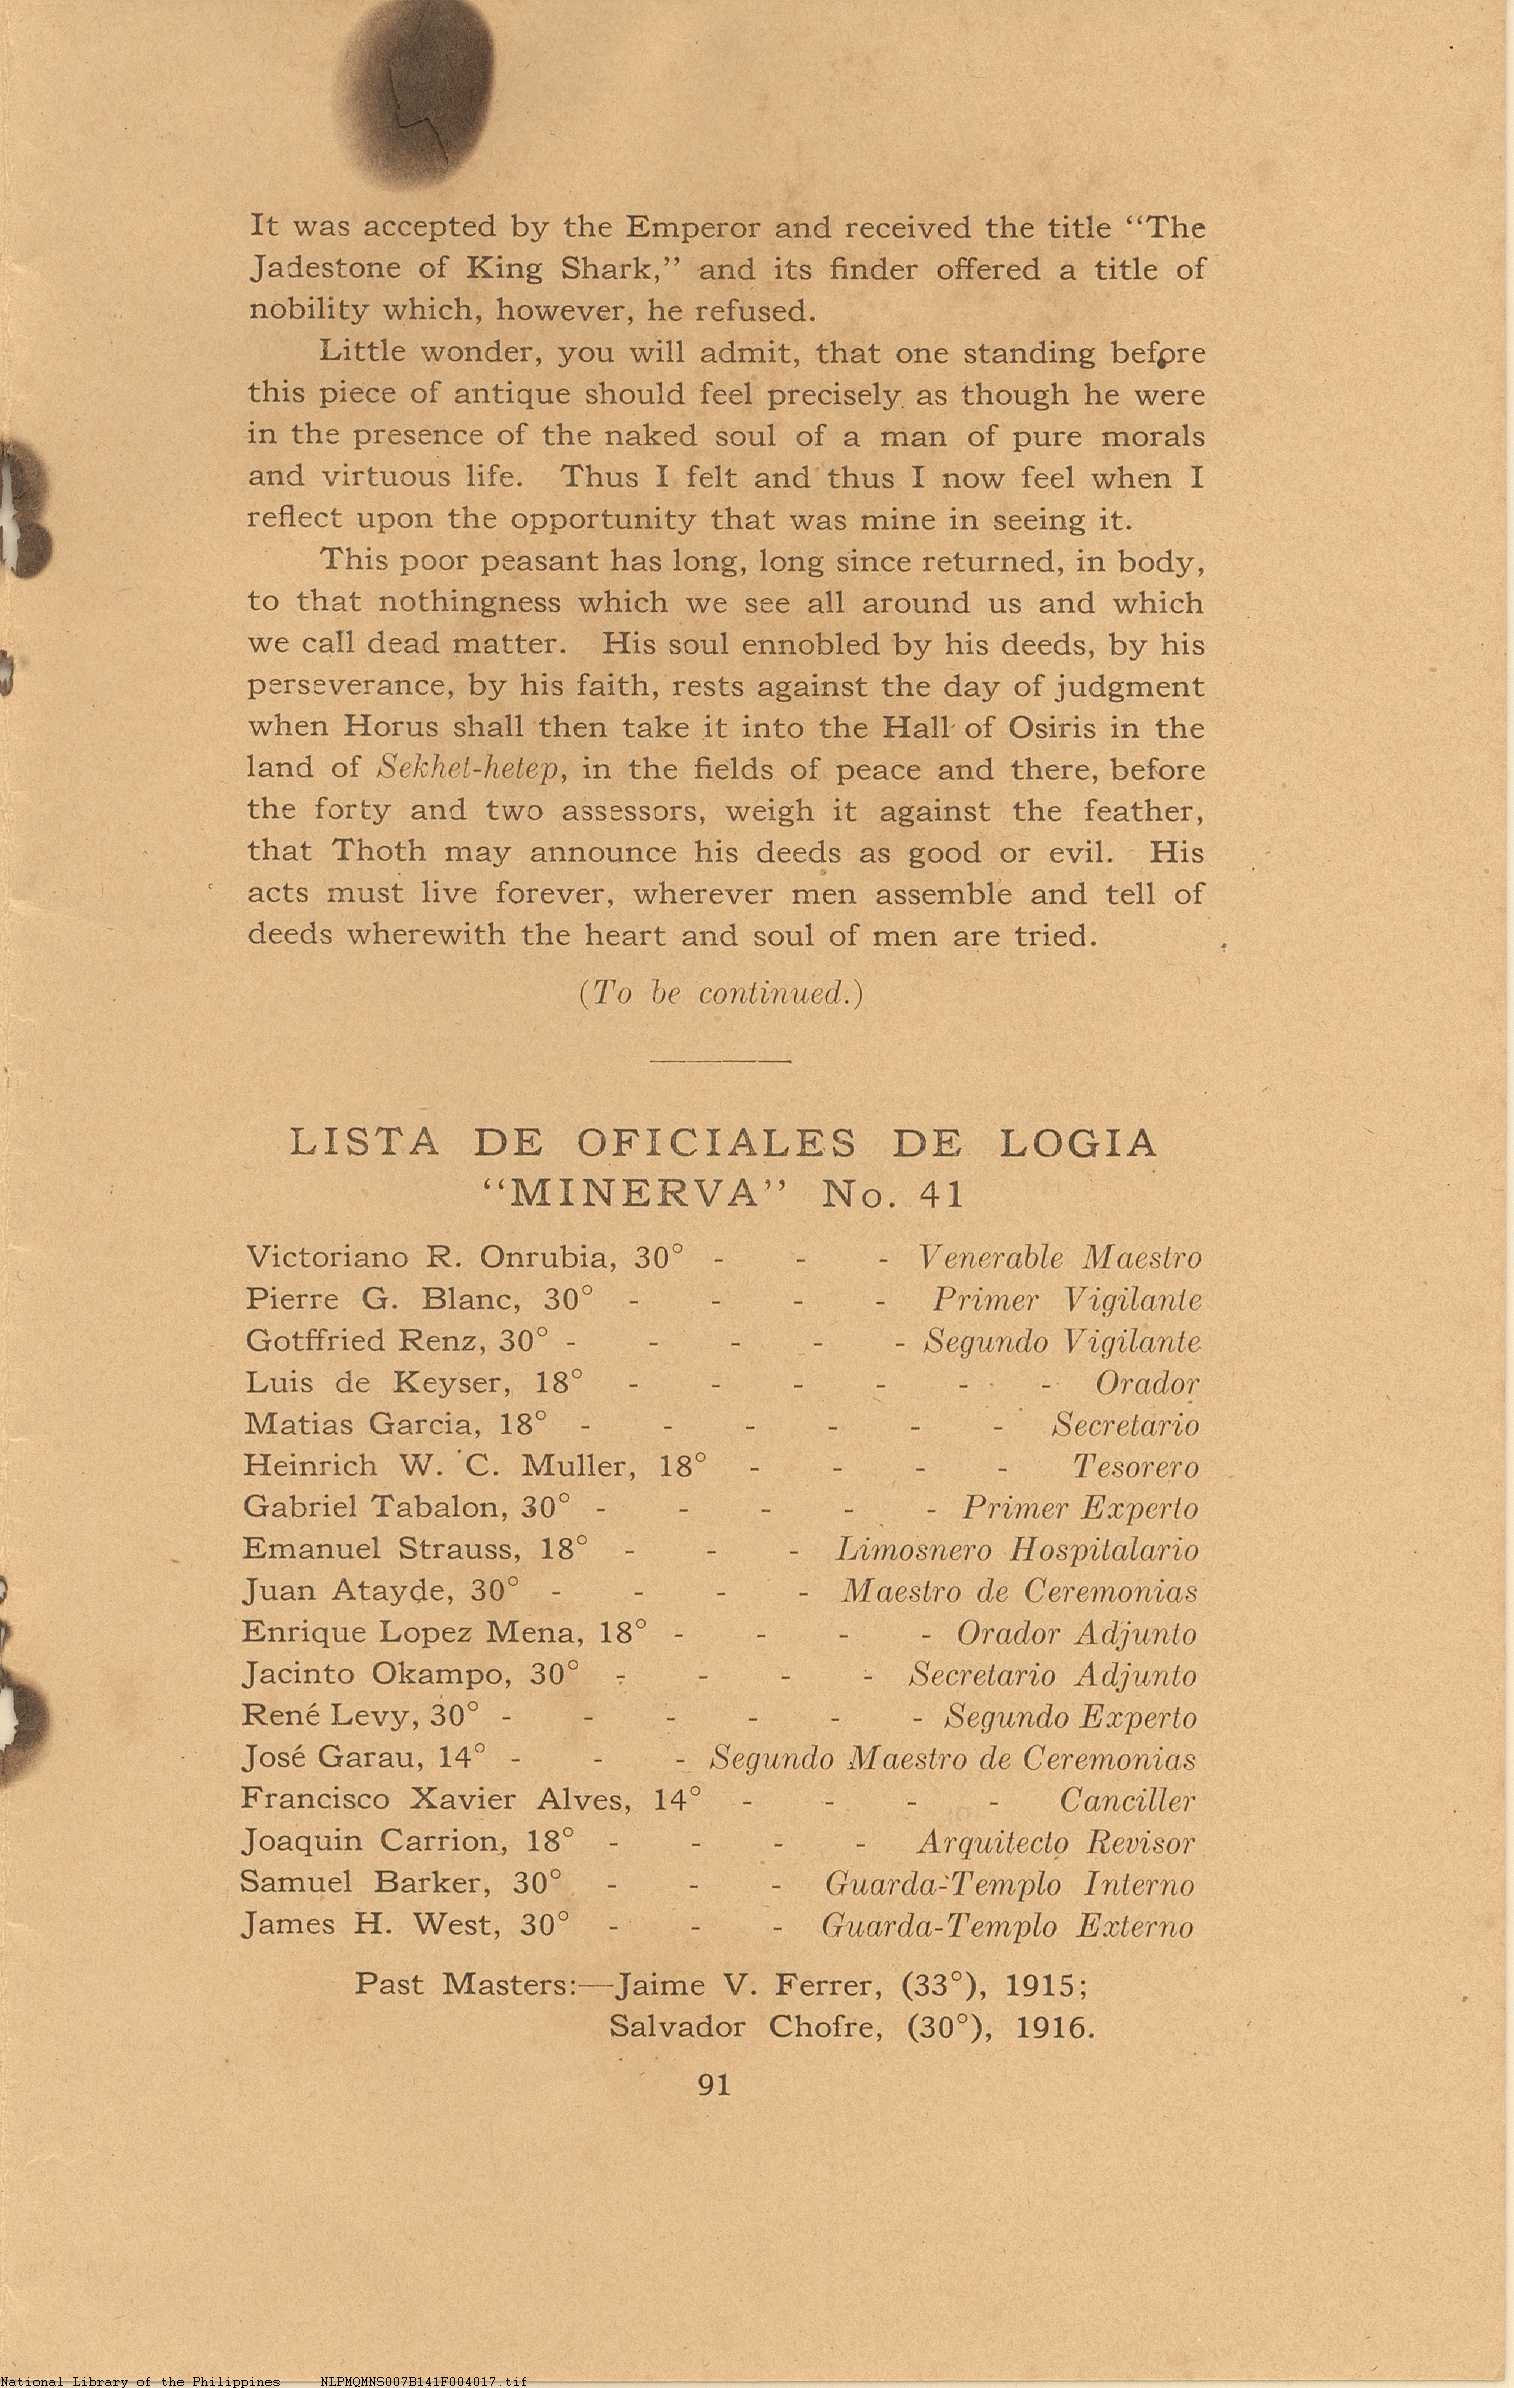 It was accepted by the Emperor and received the title “The
Jadestone of King Shark,” and its finder offered a title of
nobility which, however, he refused.
Little wonder, you will admit, that one standing before
this piece of antique should feel precisely as though he were
in the presence of the naked soul of a man of pure morals
and virtuous life. Thus I felt and thus I now feel when I
reflect upon the opportunity that was mine in seeing it.
This poor peasant has long, long since returned, in body,
to that nothingness which we see all around us and which
we call dead matter. His soul ennobled by his deeds, by his
perseverance, by his faith, rests against the day of judgment
when Horus shall then take it into the Hall of Osiris in the
land of Sekhet-hetep, in the fields of peace and there, before
the forty and two assessors, weigh it against the feather,
that Thoth may announce his deeds as good or evil. His
acts must live forever, wherever men assemble and tell of
deeds wherewith the heart and soul of men are tried.
(To be continued.)
LISTA DE OFICIALES DE LOGIA
“MINERVA” No. 41
Victoriano R. Onrubia, 30° - - - Venerable Maestro
Pierre G. Blanc, 30° - - - - Primer Vigilante
Gotffried Renz, 30° - - - - - Segundo Vigilante
Luis de Keyser, 18° - - - - - - Orador
Matias Garcia, 18° - - - - - - Secretario
Heinrich W. C. Muller, 18° - - - - Tesorero
Gabriel Tabalon, 30° - - - - - Primer Experto
Emanuel Strauss, 18° - - - Limosnero Hospitalario
Juan Atayde, 30° - - - - Maestro de Ceremonias
Enrique Lopez Mena, 18° - - - - Orador Adjunto
Jacinto Okampo, 30° - - - - Secretario Adjunto
René Levy, 30° - - - - - - Segundo Experto
José Garau, 14° - - - Segundo Maestro de Ceremonias
Francisco Xavier Alves, 14° - - - - Canciller
Joaquin Carrion, 18° - - - - Arquitecto Revisor
Samuel Barker, 30° - - - Guarda-Templo Interno
James H. West, 30° - - - Guarda-Templo Externo
Past Masters:—Jaime V. Ferrer, (33°), 1915;
Salvador Chofre, (30°), 1916.
91
National Library of the Philippines NLPMQMNS007B141F004017.tif